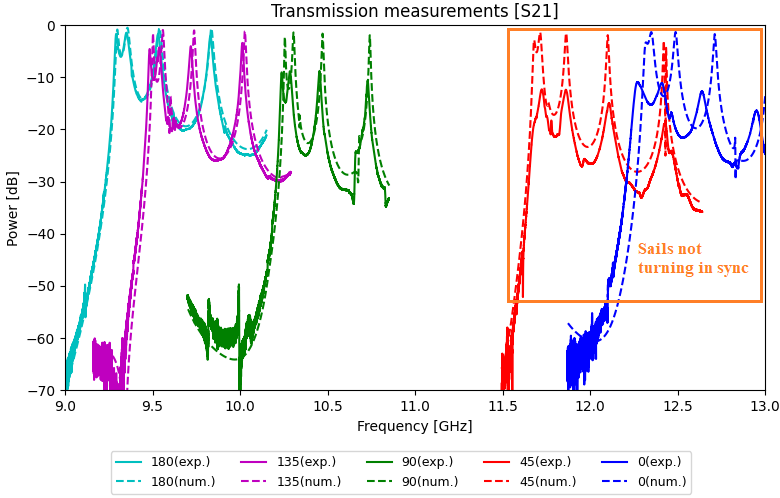 Transmission measurements [S21]
0
−10
−20
−30
−40
−50
−60
−70
Power [dB]
Sails not
turning in sync
9.0 9.5 10.0 10.5 11.0 11.5 12.0 12.5 13.0
Frequency [GHz]
180(exp.) 135(exp.) 90(exp.) 45(exp.) 0(exp.)
180(num.) 135(num.) 90(num.) 45(num.) 0(num.)